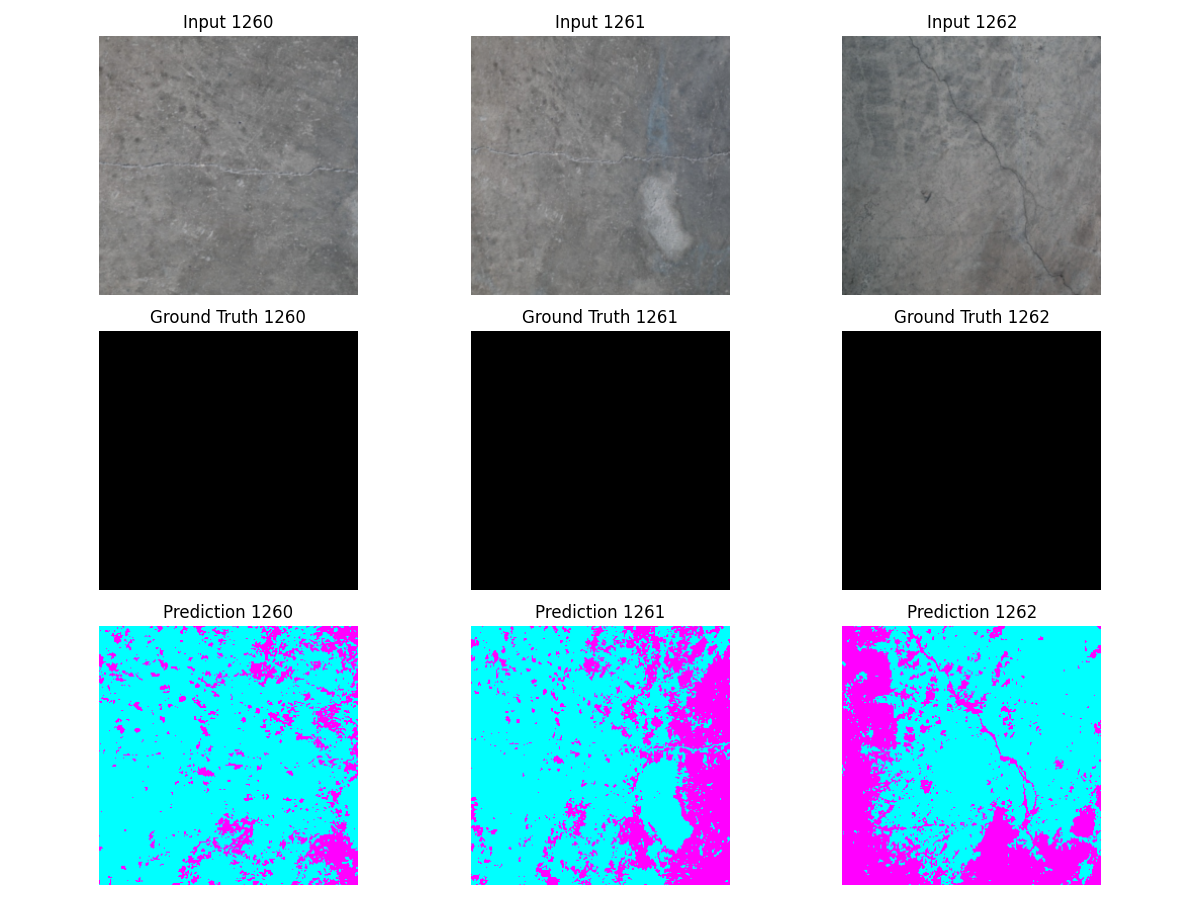 Input 1260
Input 1261
Input 1262
Ground Truth 1260
Ground Truth 1261
Ground Truth 1262
Prediction 1260
Prediction 1261
Prediction 1262